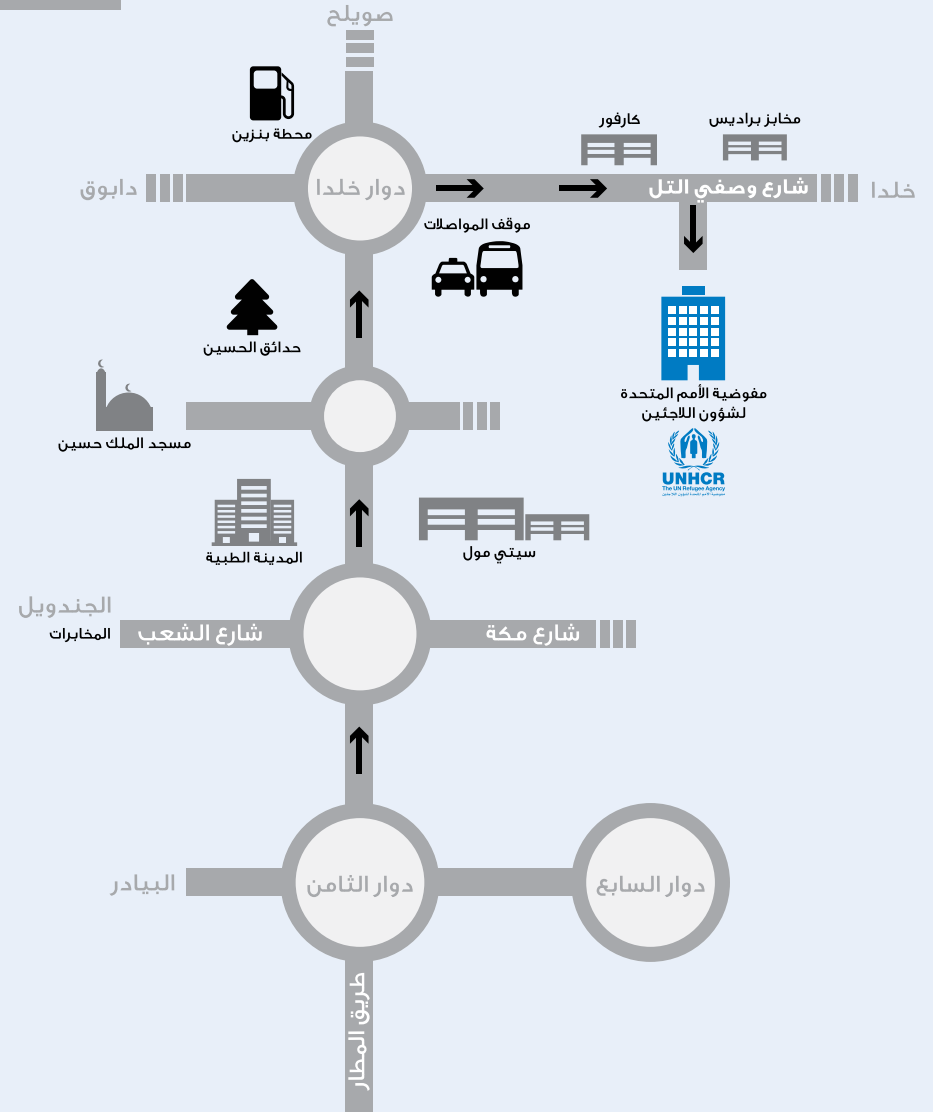 صويلح
محطة بنزين
كارفور
مخابز براديس
دابوق
دوار خلدا
شارع وصفي التل
خلدا
موقف المواصلات
حدائق الحسين
مفوضية الأمم المتحدة
لشؤون اللاجئين
مسجد الملك حسين
UNHCR
The UN Refugee Agency
المدينة الطبية
سيتي مول
الجندويل
المخابرات
شارع الشعب
شارع مكة
البيادر
دوار الثامن
دوار السابع
طريق المطار